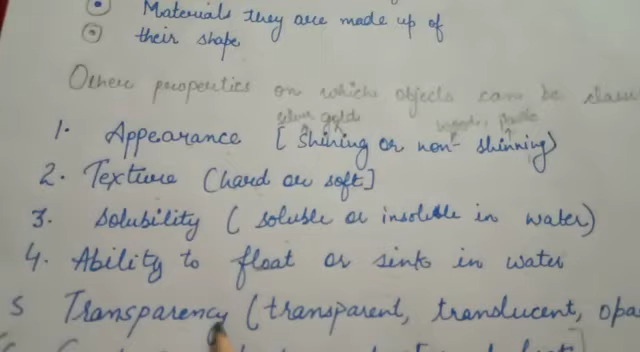 Materials they are made up of
their shape
Other properties on which objects can be
gold
1. Appearance [shining or non-shinning)
2. Texture (hard or soft]
3. Solubility ( soluble or insoluble in water)
4. Ability to float or sink in water
5 Transparency (transparent, translucent, opa